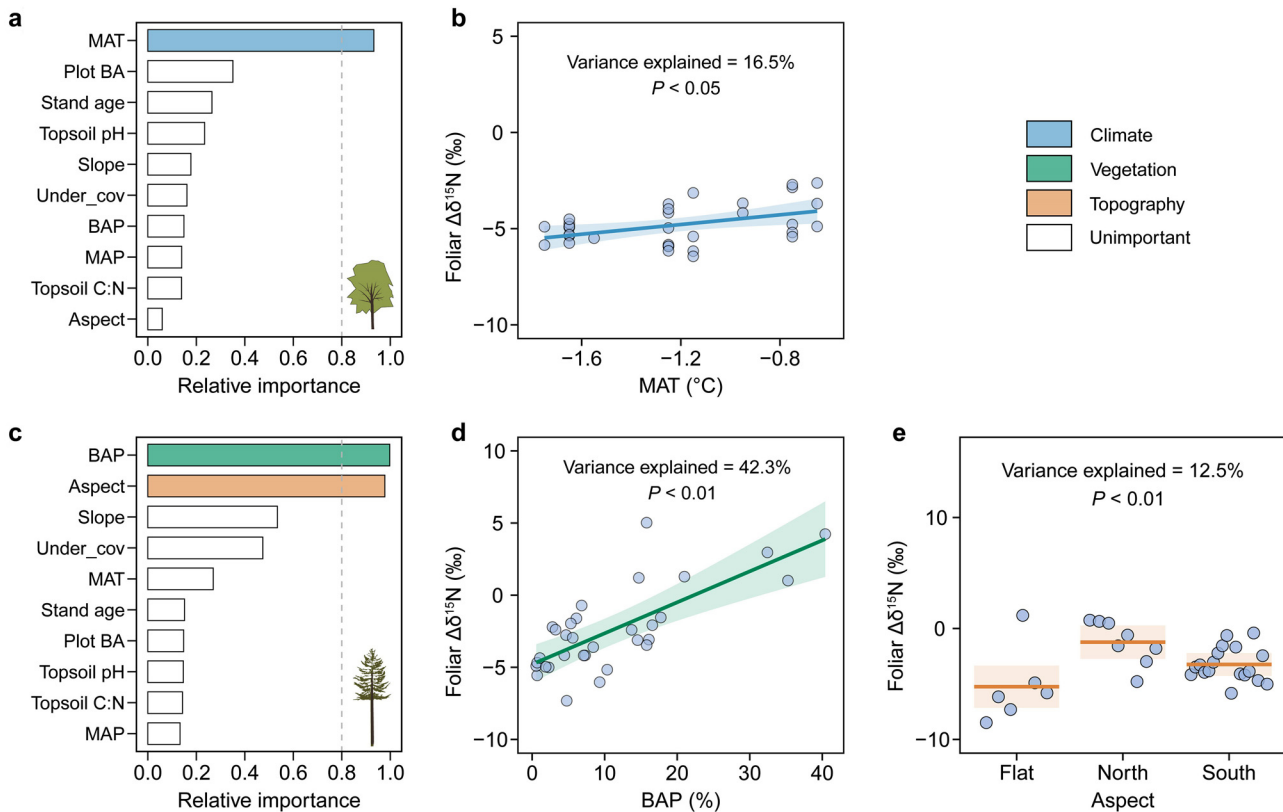 a
MAT
Plot BA
Stand age
Topsoil pH
Slope
Under_cov
BAP
MAP
Topsoil C:N
Aspect
0.0 0.2 0.4 0.6 0.8 1.0
Relative importance
b
Variance explained = 16.5%
P < 0.05
5
0
−5
−10
Foliar Δδ¹⁵N (‰)
−1.6 −1.2 −0.8
MAT (°C)
Climate
Vegetation
Topography
Unimportant
c
BAP
Aspect
Slope
Under_cov
MAT
Stand age
Plot BA
Topsoil pH
Topsoil C:N
MAP
0.0 0.2 0.4 0.6 0.8 1.0
Relative importance
d
Variance explained = 42.3%
P < 0.01
10
5
0
−5
−10
Foliar Δδ¹⁵N (‰)
0 10 20 30 40
BAP (%)
e
Variance explained = 12.5%
P < 0.01
10
0
−10
Foliar Δδ¹⁵N (‰)
Flat North South
Aspect